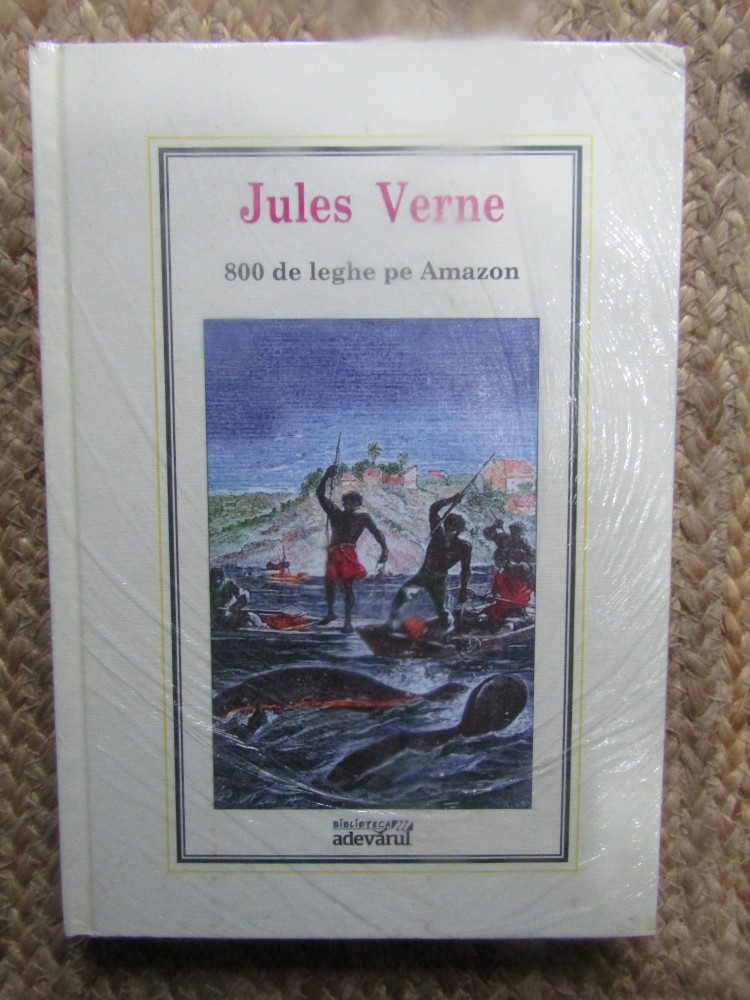 Jules Verne
800 de leghe pe Amazon
BIBLIOTECA
adevărul